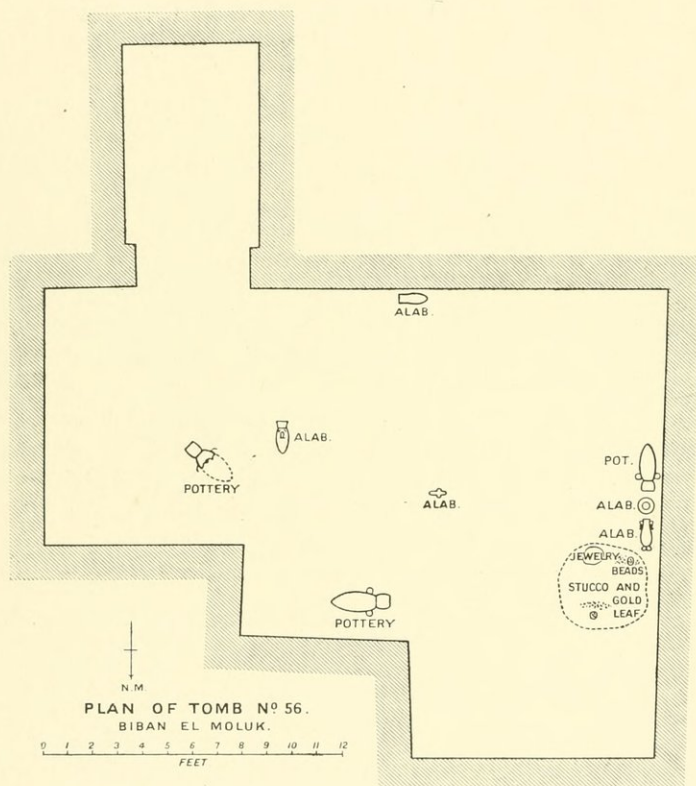 ALAB.
ALAB.
POT.
POTTERY
ALAB.
ALAB.
ALAB.
JEWELRY
BEADS
STUCCO AND
GOLD
LEAF.
POTTERY
N.M.
PLAN OF TOMB Nº 56.
BIBAN EL MOLUK.
0 1 2 3 4 5 6 7 8 9 10 11 12
FEET